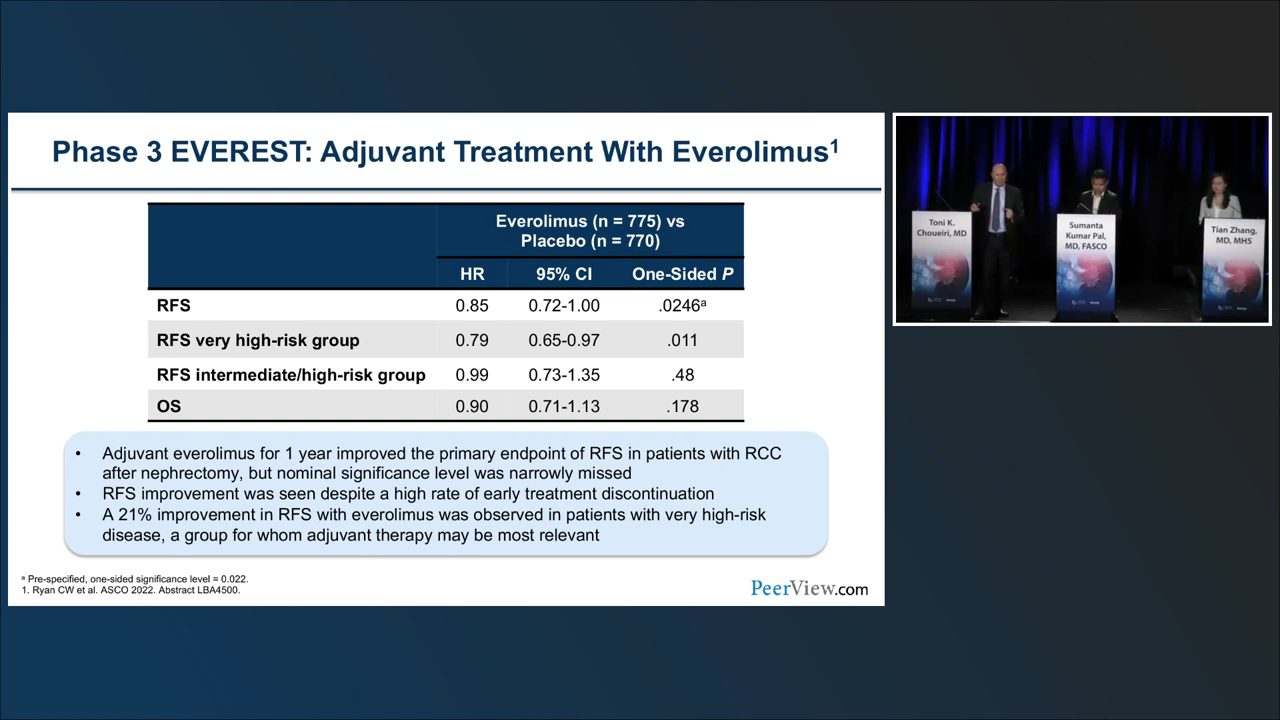 Phase 3 EVEREST: Adjuvant Treatment With Everolimus¹
Everolimus (n = 775) vs
Placebo (n = 770)
HR 95% CI One-Sided P
RFS 0.85 0.72-1.00 .0246ᵃ
RFS very high-risk group 0.79 0.65-0.97 .011
RFS intermediate/high-risk group 0.99 0.73-1.35 .48
OS 0.90 0.71-1.13 .178
• Adjuvant everolimus for 1 year improved the primary endpoint of RFS in patients with RCC
after nephrectomy, but nominal significance level was narrowly missed
• RFS improvement was seen despite a high rate of early treatment discontinuation
• A 21% improvement in RFS with everolimus was observed in patients with very high-risk
disease, a group for whom adjuvant therapy may be most relevant
ᵃ Pre-specified, one-sided significance level = 0.022.
1. Ryan CW et al. ASCO 2022. Abstract LBA4500.
PeerView.com
Toni K.
Choueiri, MD
Sumanta
Kumar Pal,
MD, FASCO
Tian Zhang,
MD, MHS